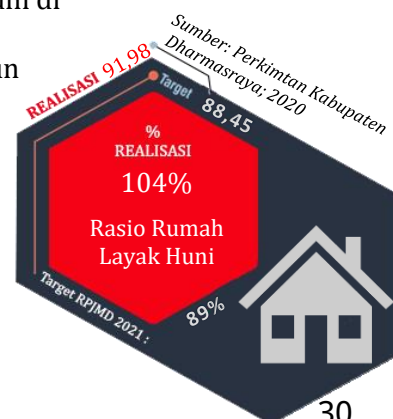 di
Sumber: Perkimtan Kabupaten
Dharmasraya; 2020
REALISASI 91,98
Target 88,45
%
REALISASI
104%
Rasio Rumah
Layak Huni
Target RPJMD 2021 :
89%
30